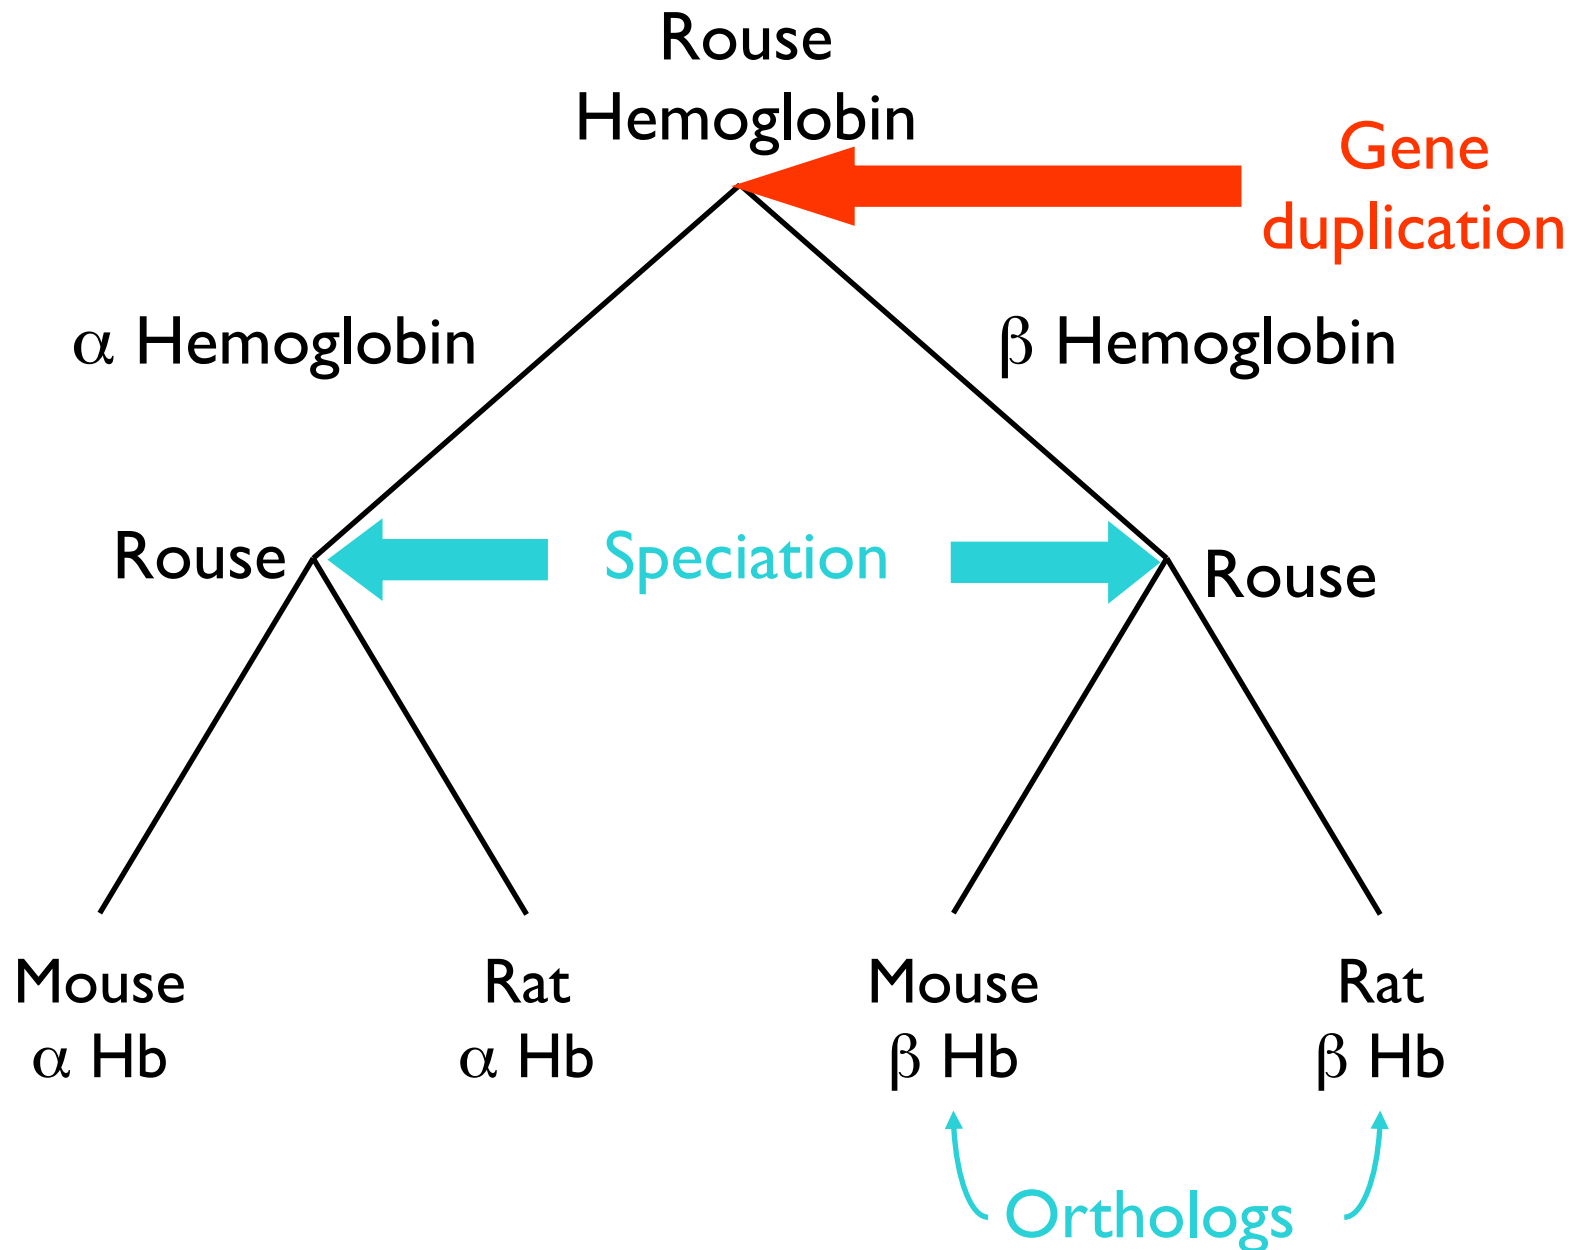 Rouse
Hemoglobin
Gene
duplication
α Hemoglobin
β Hemoglobin
Rouse
Speciation
Rouse
Mouse
α Hb
Rat
α Hb
Mouse
β Hb
Rat
β Hb
Orthologs